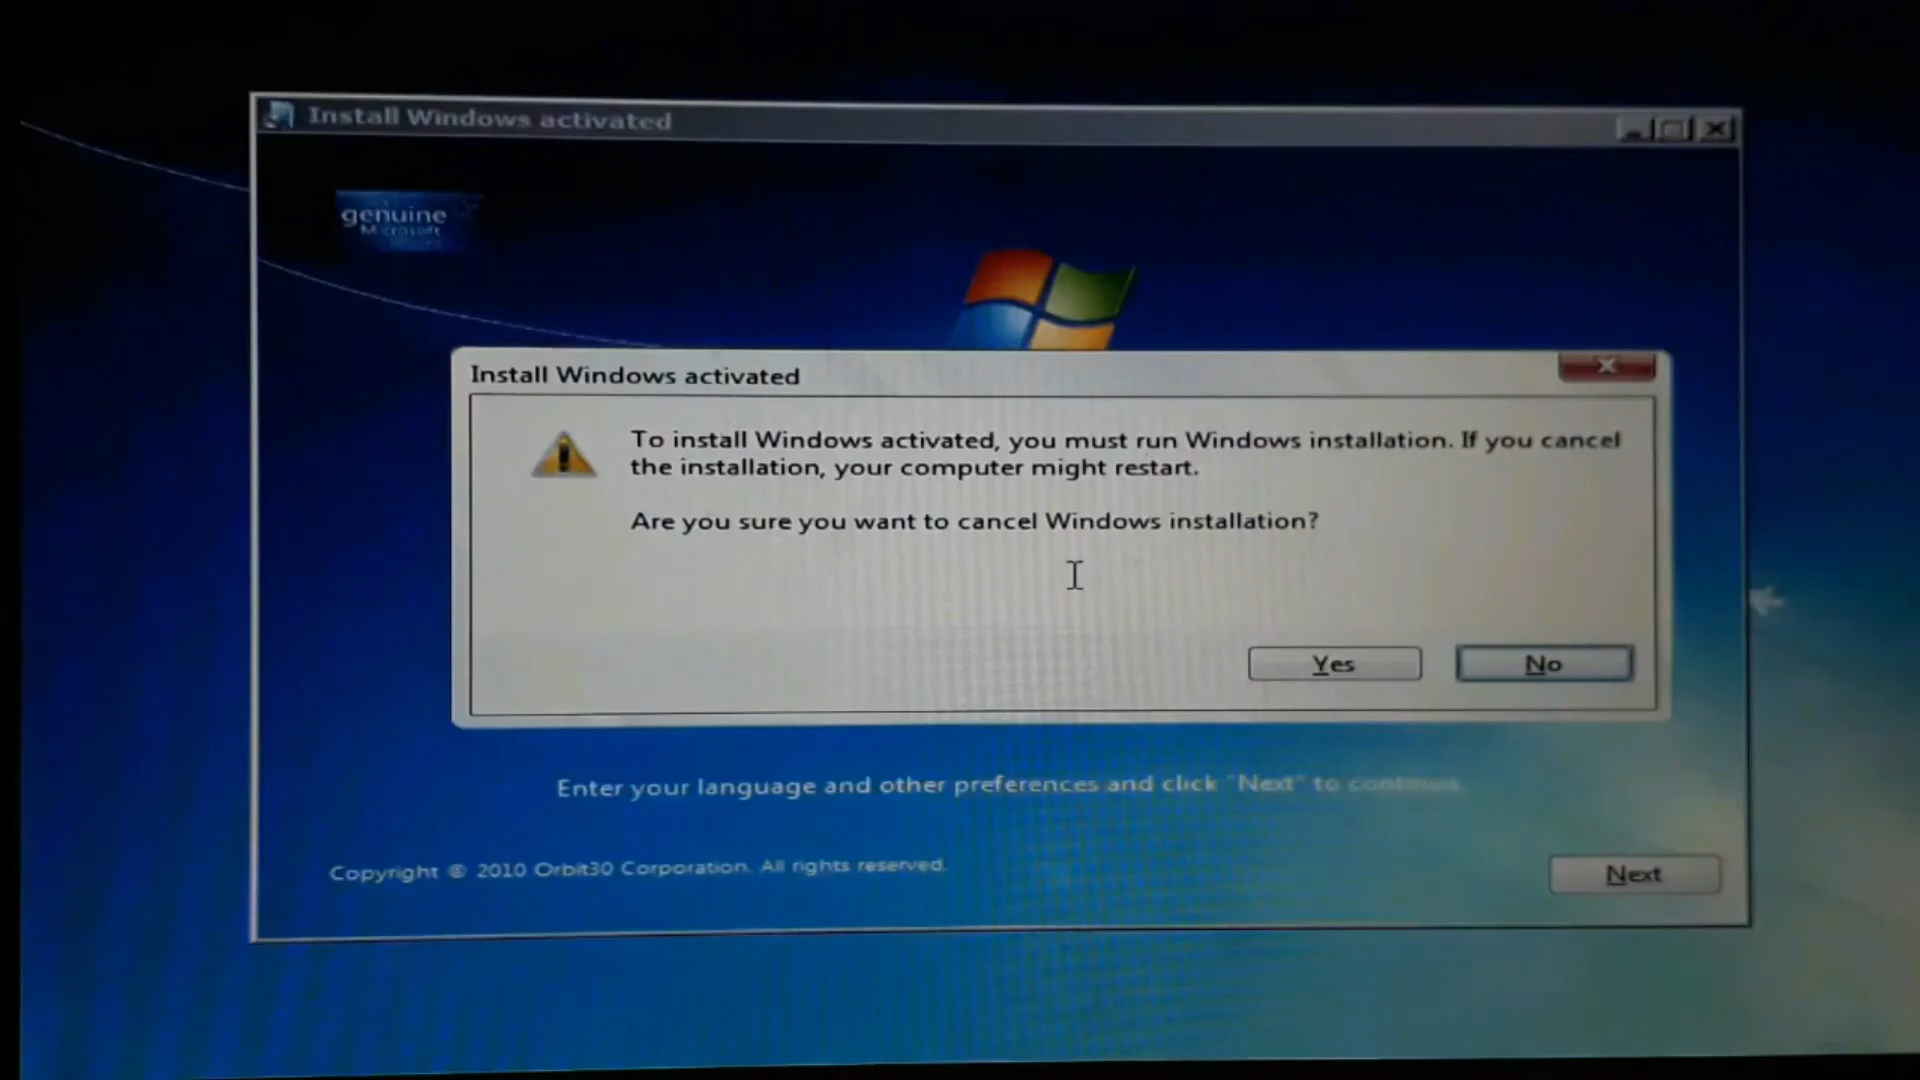 Install Windows activated
genuine
Microsoft
Install Windows activated
To install Windows activated, you must run Windows installation. If you cancel
the installation, your computer might restart.
Are you sure you want to cancel Windows installation?
Yes
No
Enter your language and other preferences and click "Next" to continue.
Copyright © 2010 Orbit30 Corporation. All rights reserved.
Next